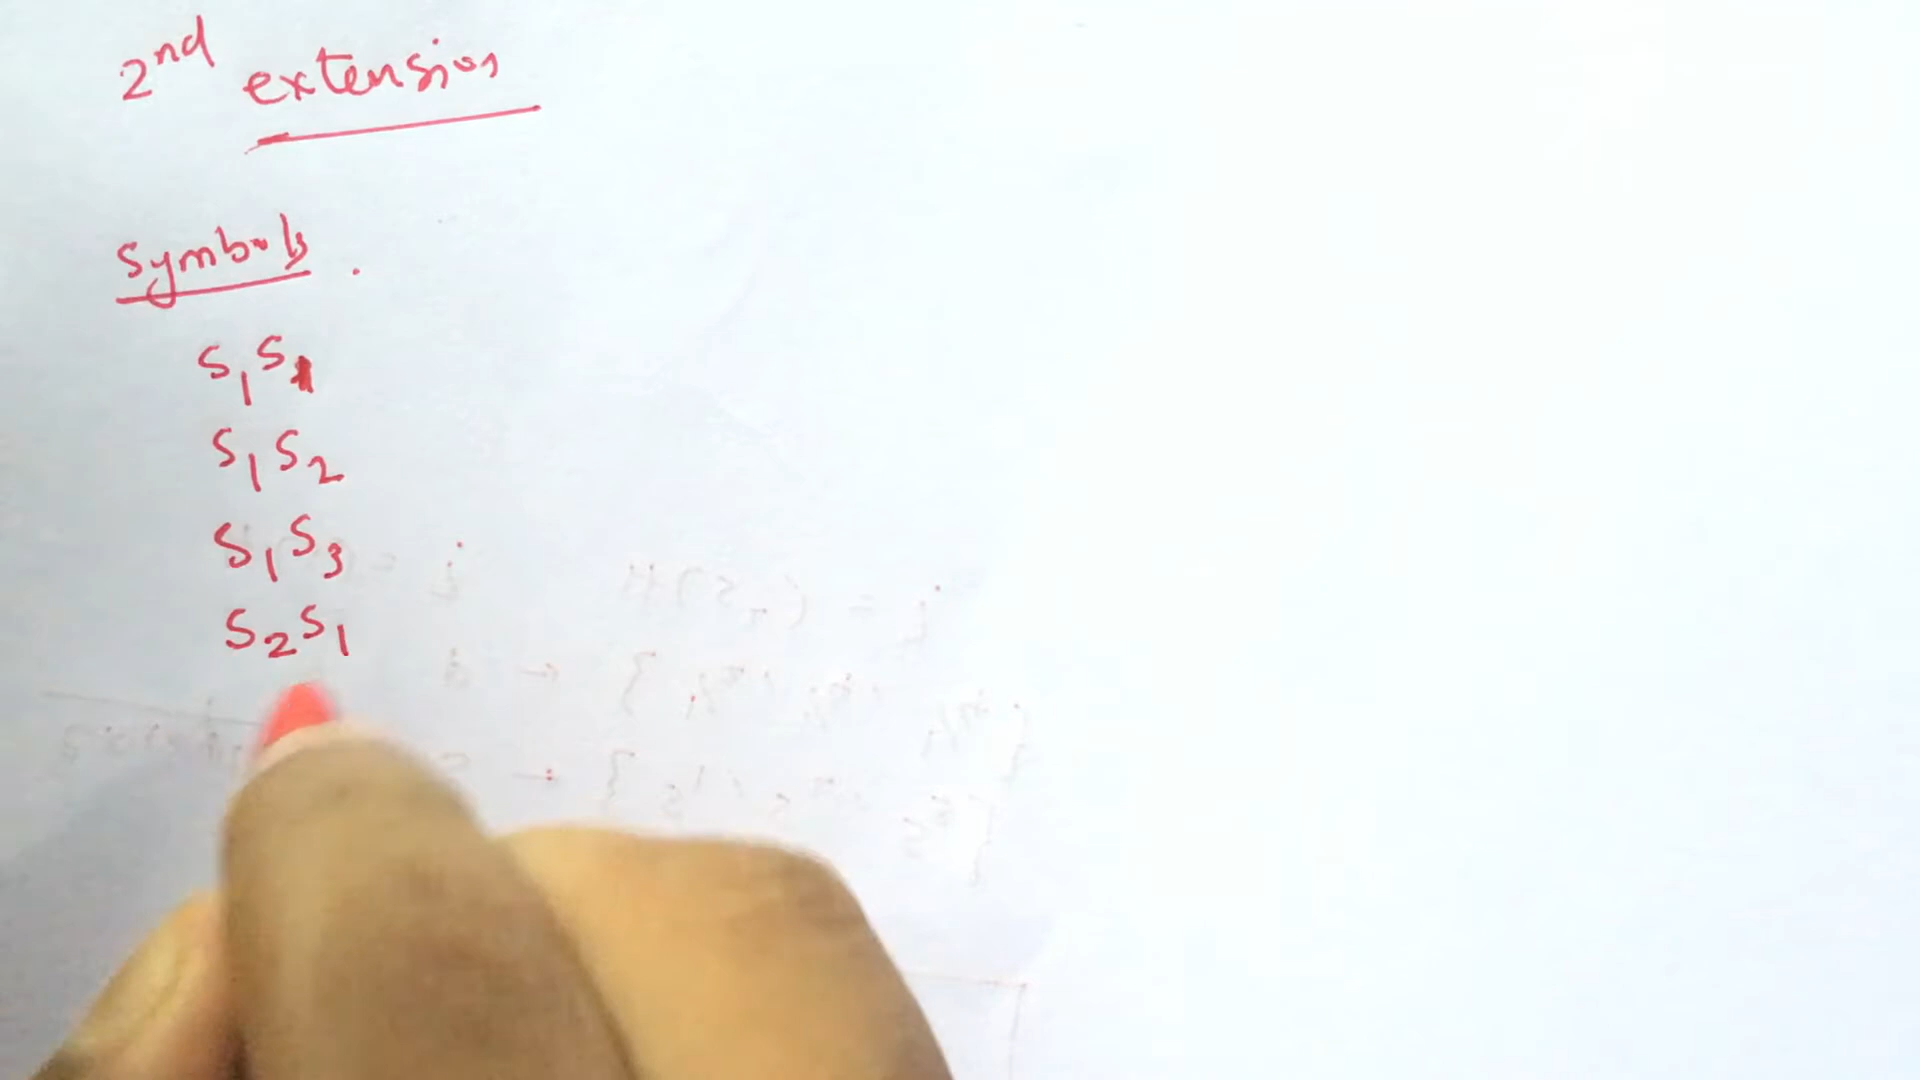 2nd extension
Symbols .
S1S1
S1S2
S1S3
S2S1